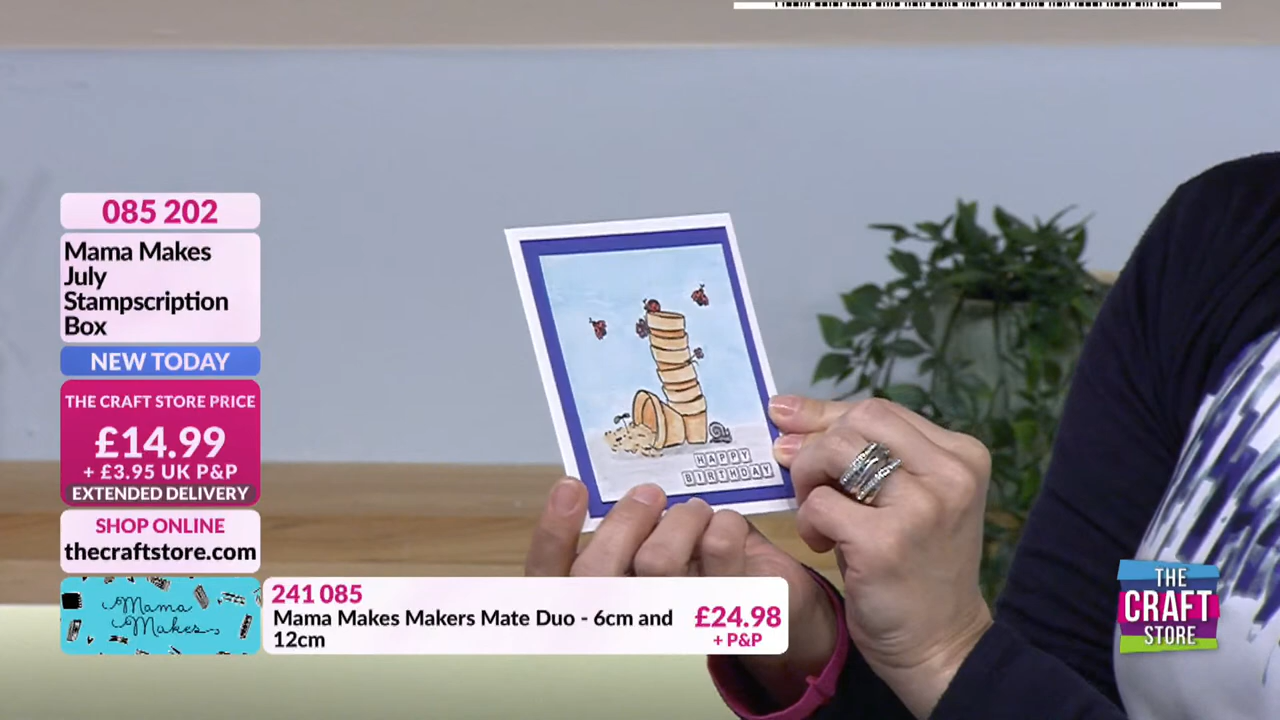 085 202
Mama Makes
July
Stampscription
Box
NEW TODAY
THE CRAFT STORE PRICE
£14.99
+ £3.95 UK P&P
EXTENDED DELIVERY
SHOP ONLINE
thecraftstore.com
Mama
Makes
241 085
Mama Makes Makers Mate Duo - 6cm and
12cm
£24.98
+ P&P
HAPPY
BIRTHDAY
THE
CRAFT
STORE